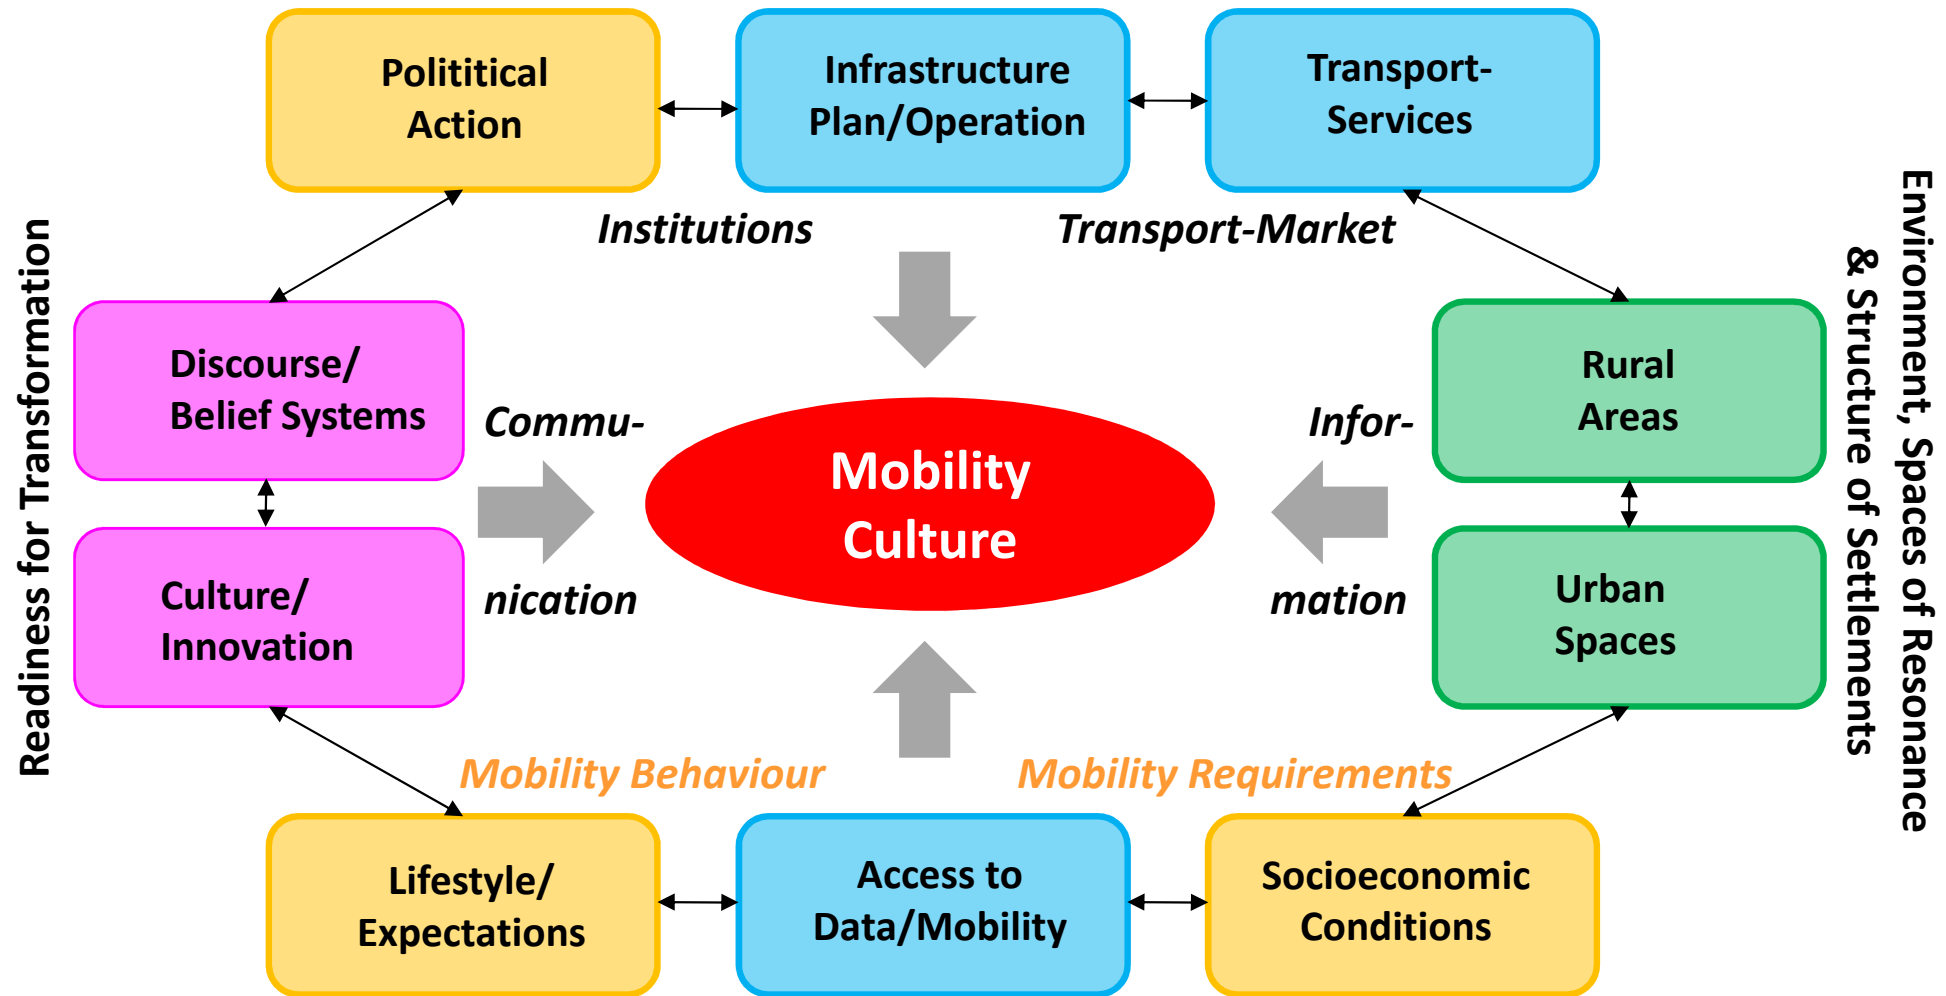 Polititical
Action
Infrastructure
Plan/Operation
Transport-
Services
Institutions
Transport-Market
Readiness for Transformation
Environment, Spaces of Resonance
& Structure of Settlements
Discourse/
Belief Systems
Commu-
Mobility
Culture
Infor-
Rural
Areas
Culture/
Innovation
nication
mation
Urban
Spaces
Mobility Behaviour
Mobility Requirements
Lifestyle/
Expectations
Access to
Data/Mobility
Socioeconomic
Conditions